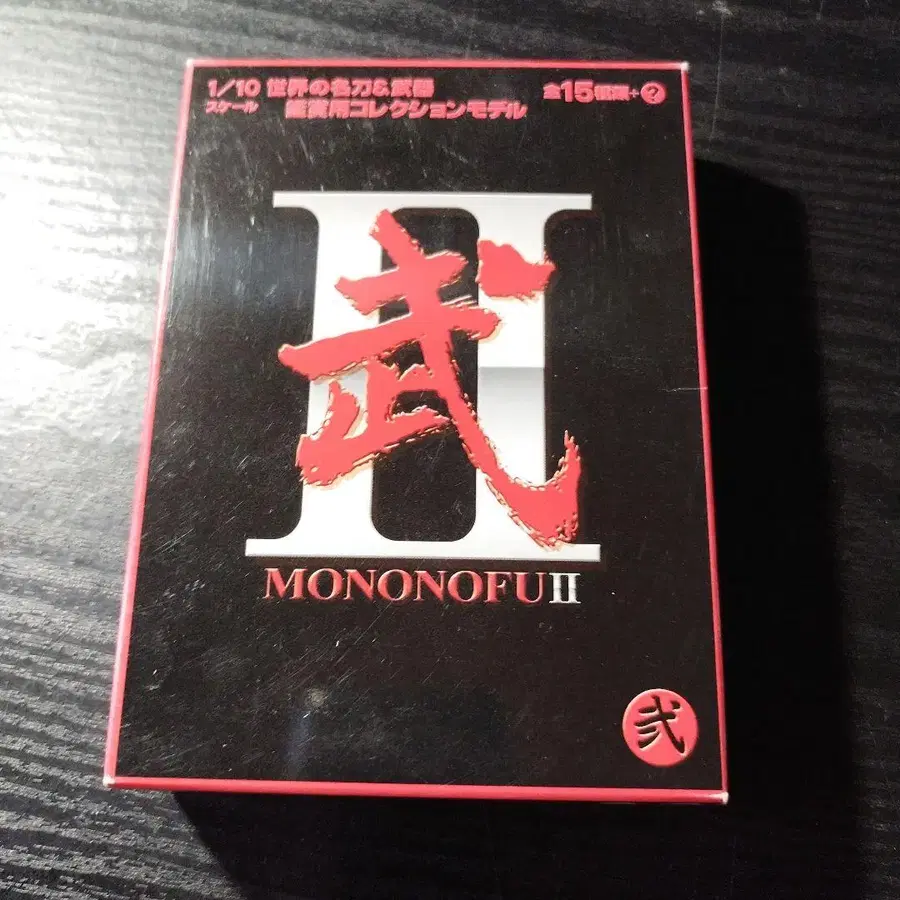 1/10 世界の名刀&武器
スケール 鑑賞用コレクションモデル
全15種類+?
II
武
MONONOFU II
弐